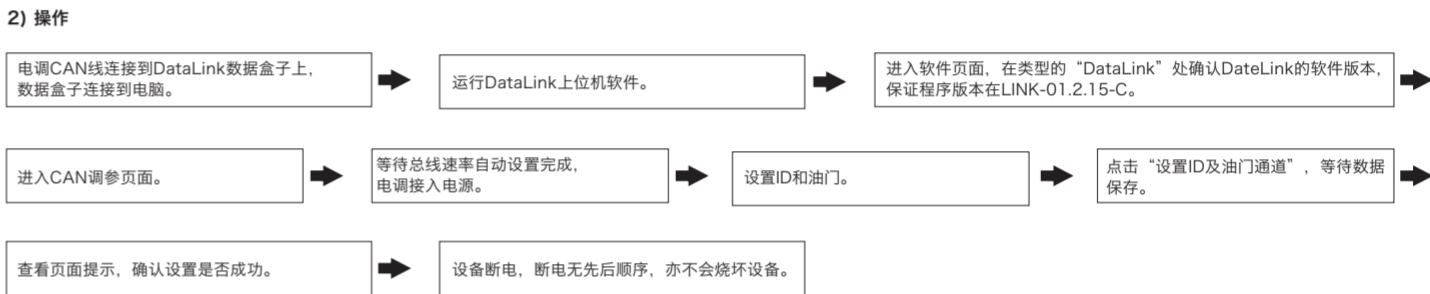 2) 操作
电调CAN线连接到DataLink数据盒子上，
数据盒子连接到电脑。
运行DataLink上位机软件。
进入软件页面，在类型的“DataLink”处确认DateLink的软件版本，
保证程序版本在LINK-01.2.15-C。
进入CAN调参页面。
等待总线速率自动设置完成，
电调接入电源。
设置ID和油门。
点击“设置ID及油门通道”，等待数据
保存。
查看页面提示，确认设置是否成功。
设备断电，断电无先后顺序，亦不会烧坏设备。